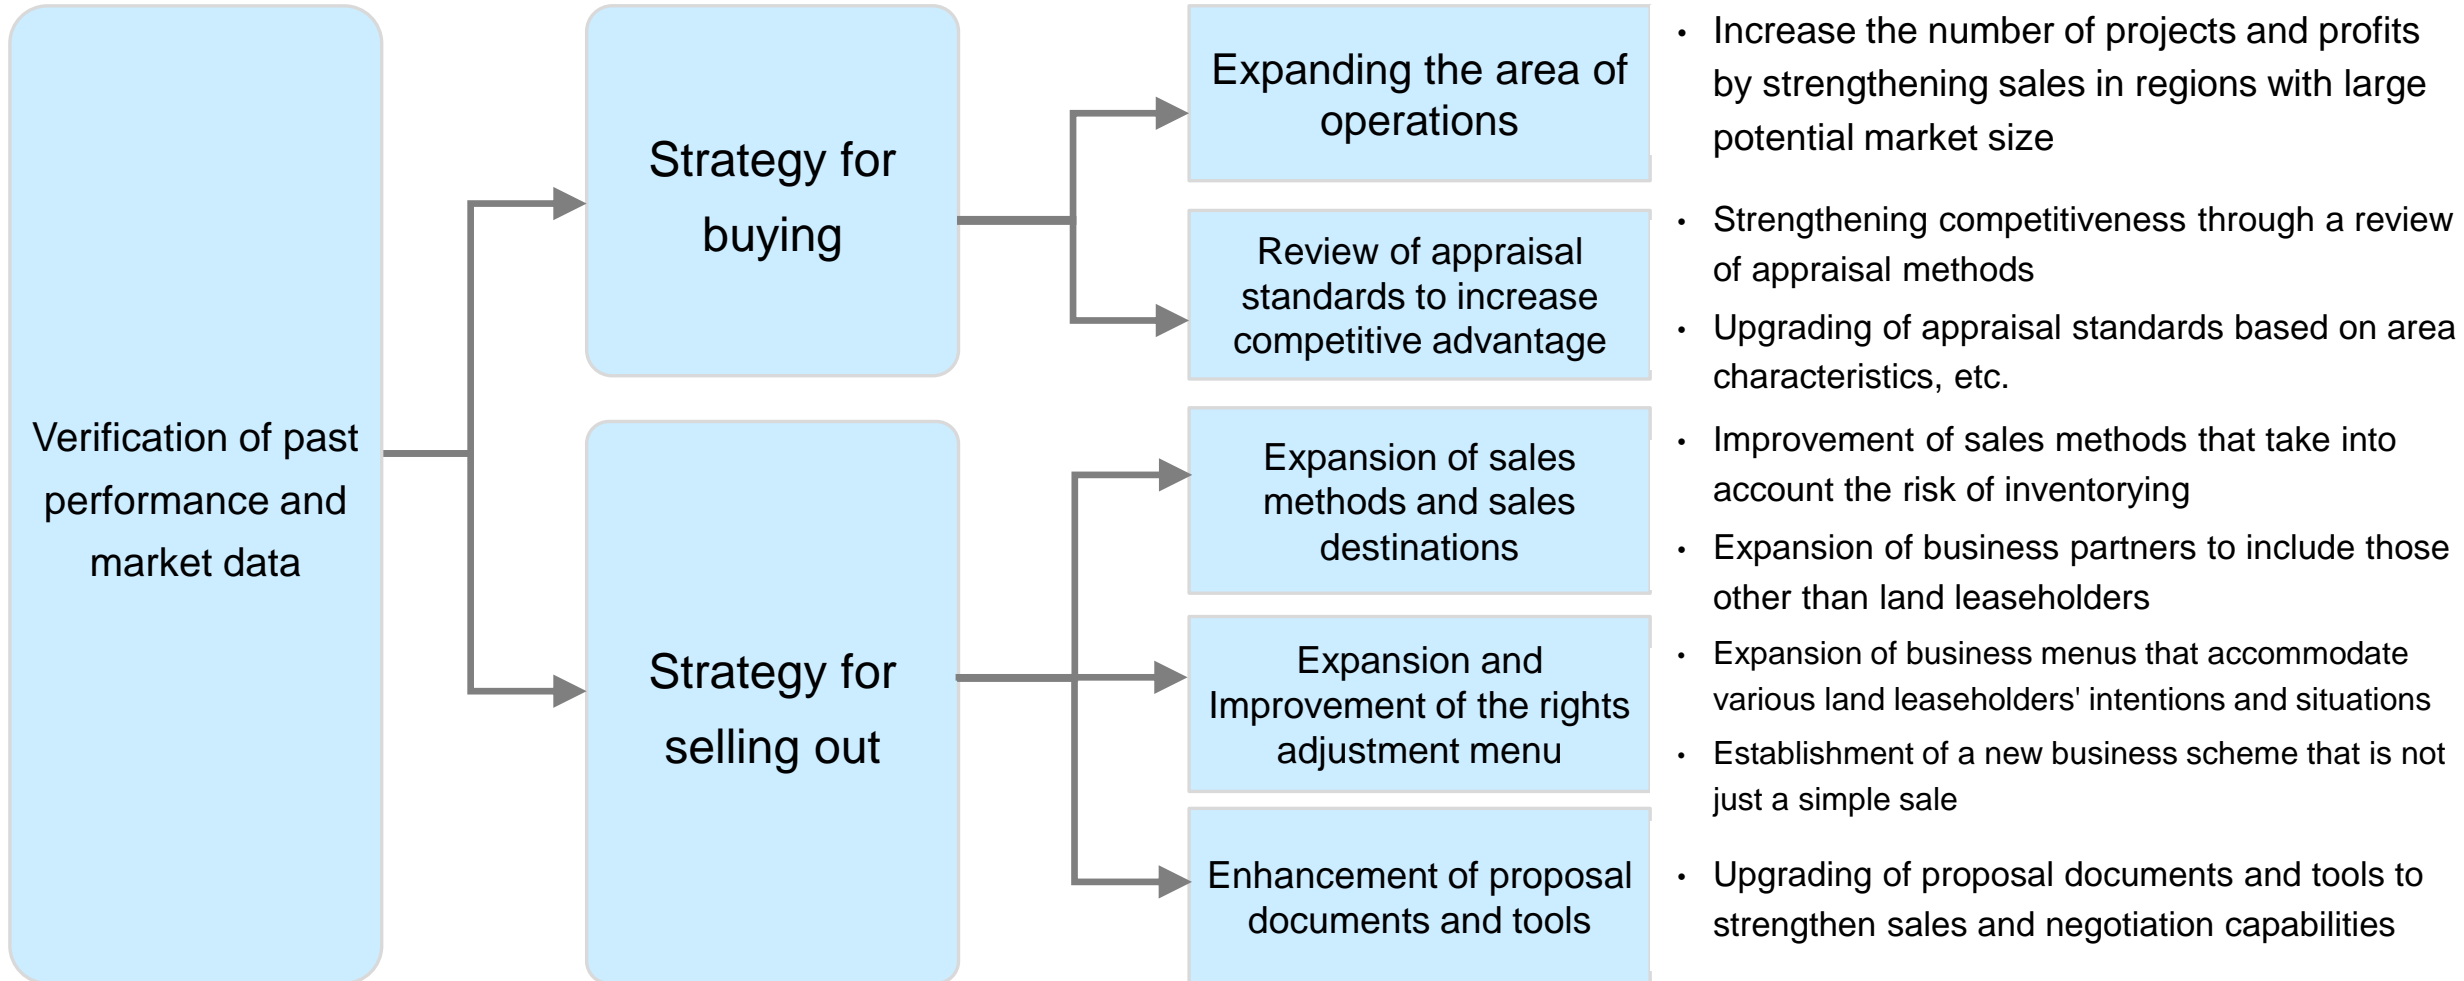 Verification of past
performance and
market data
Strategy for
buying
Strategy for
selling out
Expanding the area of
operations
Review of appraisal
standards to increase
competitive advantage
Expansion of sales
methods and sales
destinations
Expansion and
Improvement of the rights
adjustment menu
Enhancement of proposal
documents and tools
• Increase the number of projects and profits
by strengthening sales in regions with large
potential market size
• Strengthening competitiveness through a review
of appraisal methods
• Upgrading of appraisal standards based on area
characteristics, etc.
• Improvement of sales methods that take into
account the risk of inventorying
• Expansion of business partners to include those
other than land leaseholders
• Expansion of business menus that accommodate
various land leaseholders' intentions and situations
• Establishment of a new business scheme that is not
just a simple sale
• Upgrading of proposal documents and tools to
strengthen sales and negotiation capabilities